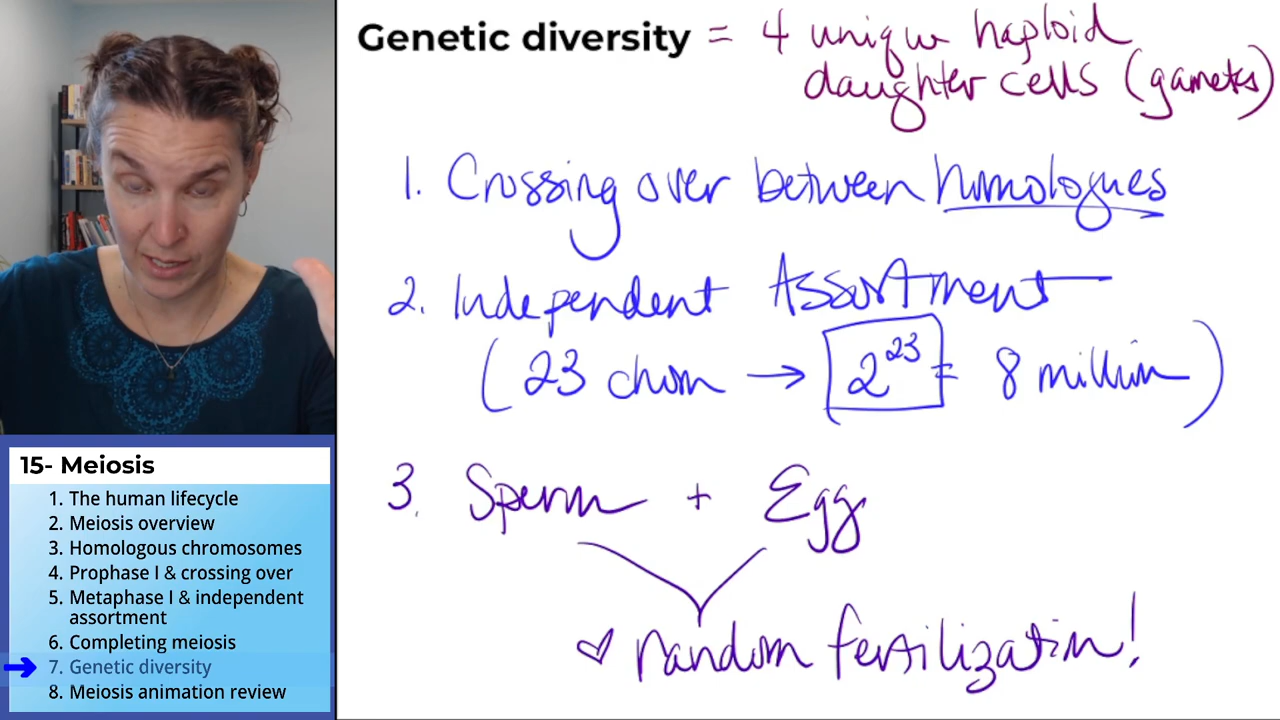 Genetic diversity = 4 unique haploid
daughter cells (gametes)
1. Crossing over between homologues
2. Independent Assortment
(23 chrom → 2^23 = 8 million)
3. Sperm + Egg
random fertilization!
15- Meiosis
1. The human lifecycle
2. Meiosis overview
3. Homologous chromosomes
4. Prophase I & crossing over
5. Metaphase I & independent
assortment
6. Completing meiosis
7. Genetic diversity
8. Meiosis animation review